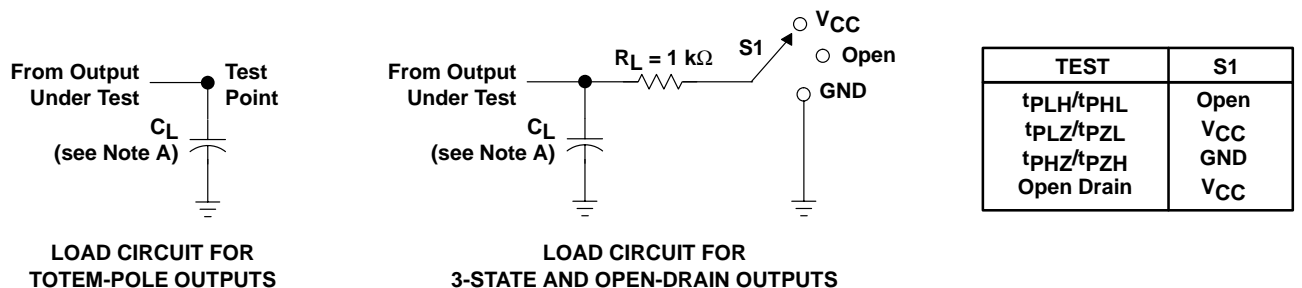 From Output
Under Test
Test
Point
CL
(see Note A)
LOAD CIRCUIT FOR
TOTEM-POLE OUTPUTS
From Output
Under Test
RL = 1 kΩ
S1
VCC
Open
GND
CL
(see Note A)
LOAD CIRCUIT FOR
3-STATE AND OPEN-DRAIN OUTPUTS
TEST S1
tPLH/tPHL Open
tPLZ/tPZL VCC
tPHZ/tPZH GND
Open Drain VCC